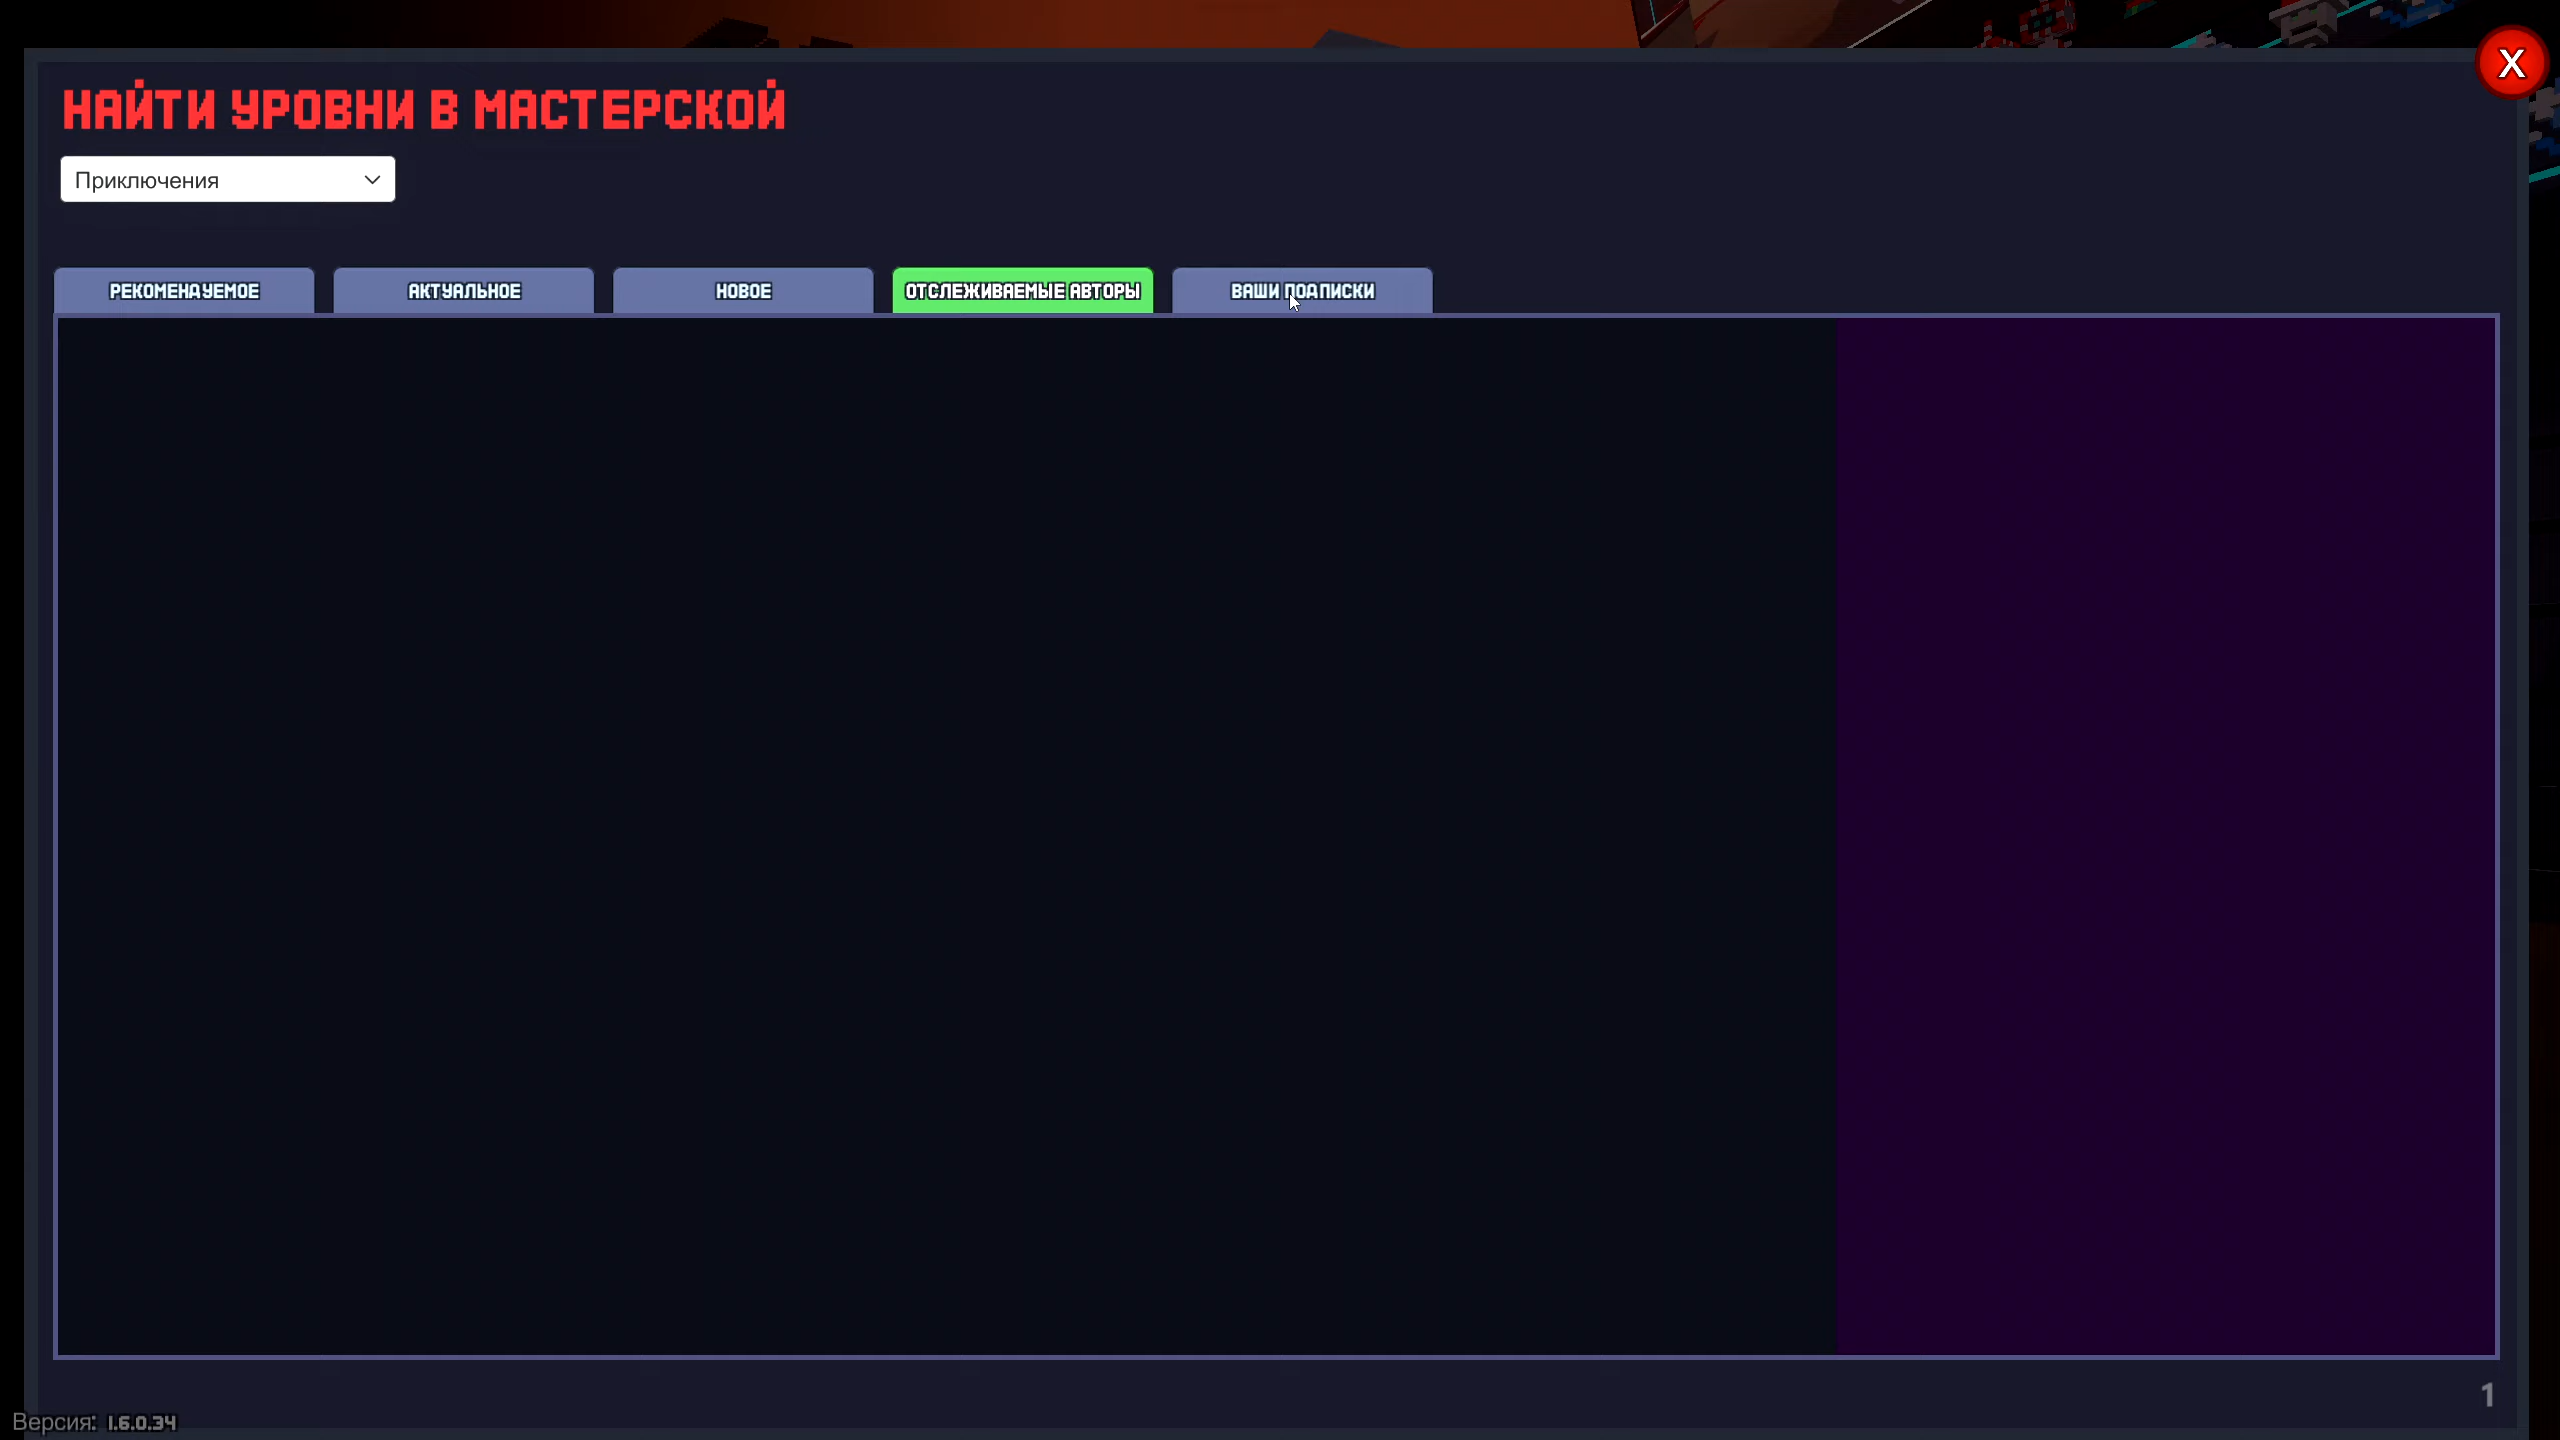 НАЙТИ УРОВНИ В МАСТЕРСКОЙ
X
Приключения
РЕКОМЕНДУЕМОЕ
АКТУАЛЬНОЕ
НОВОЕ
ОТСЛЕЖИВАЕМЫЕ АВТОРЫ
ВАШИ ПОДПИСКИ
1
Версия: 1.6.0.34